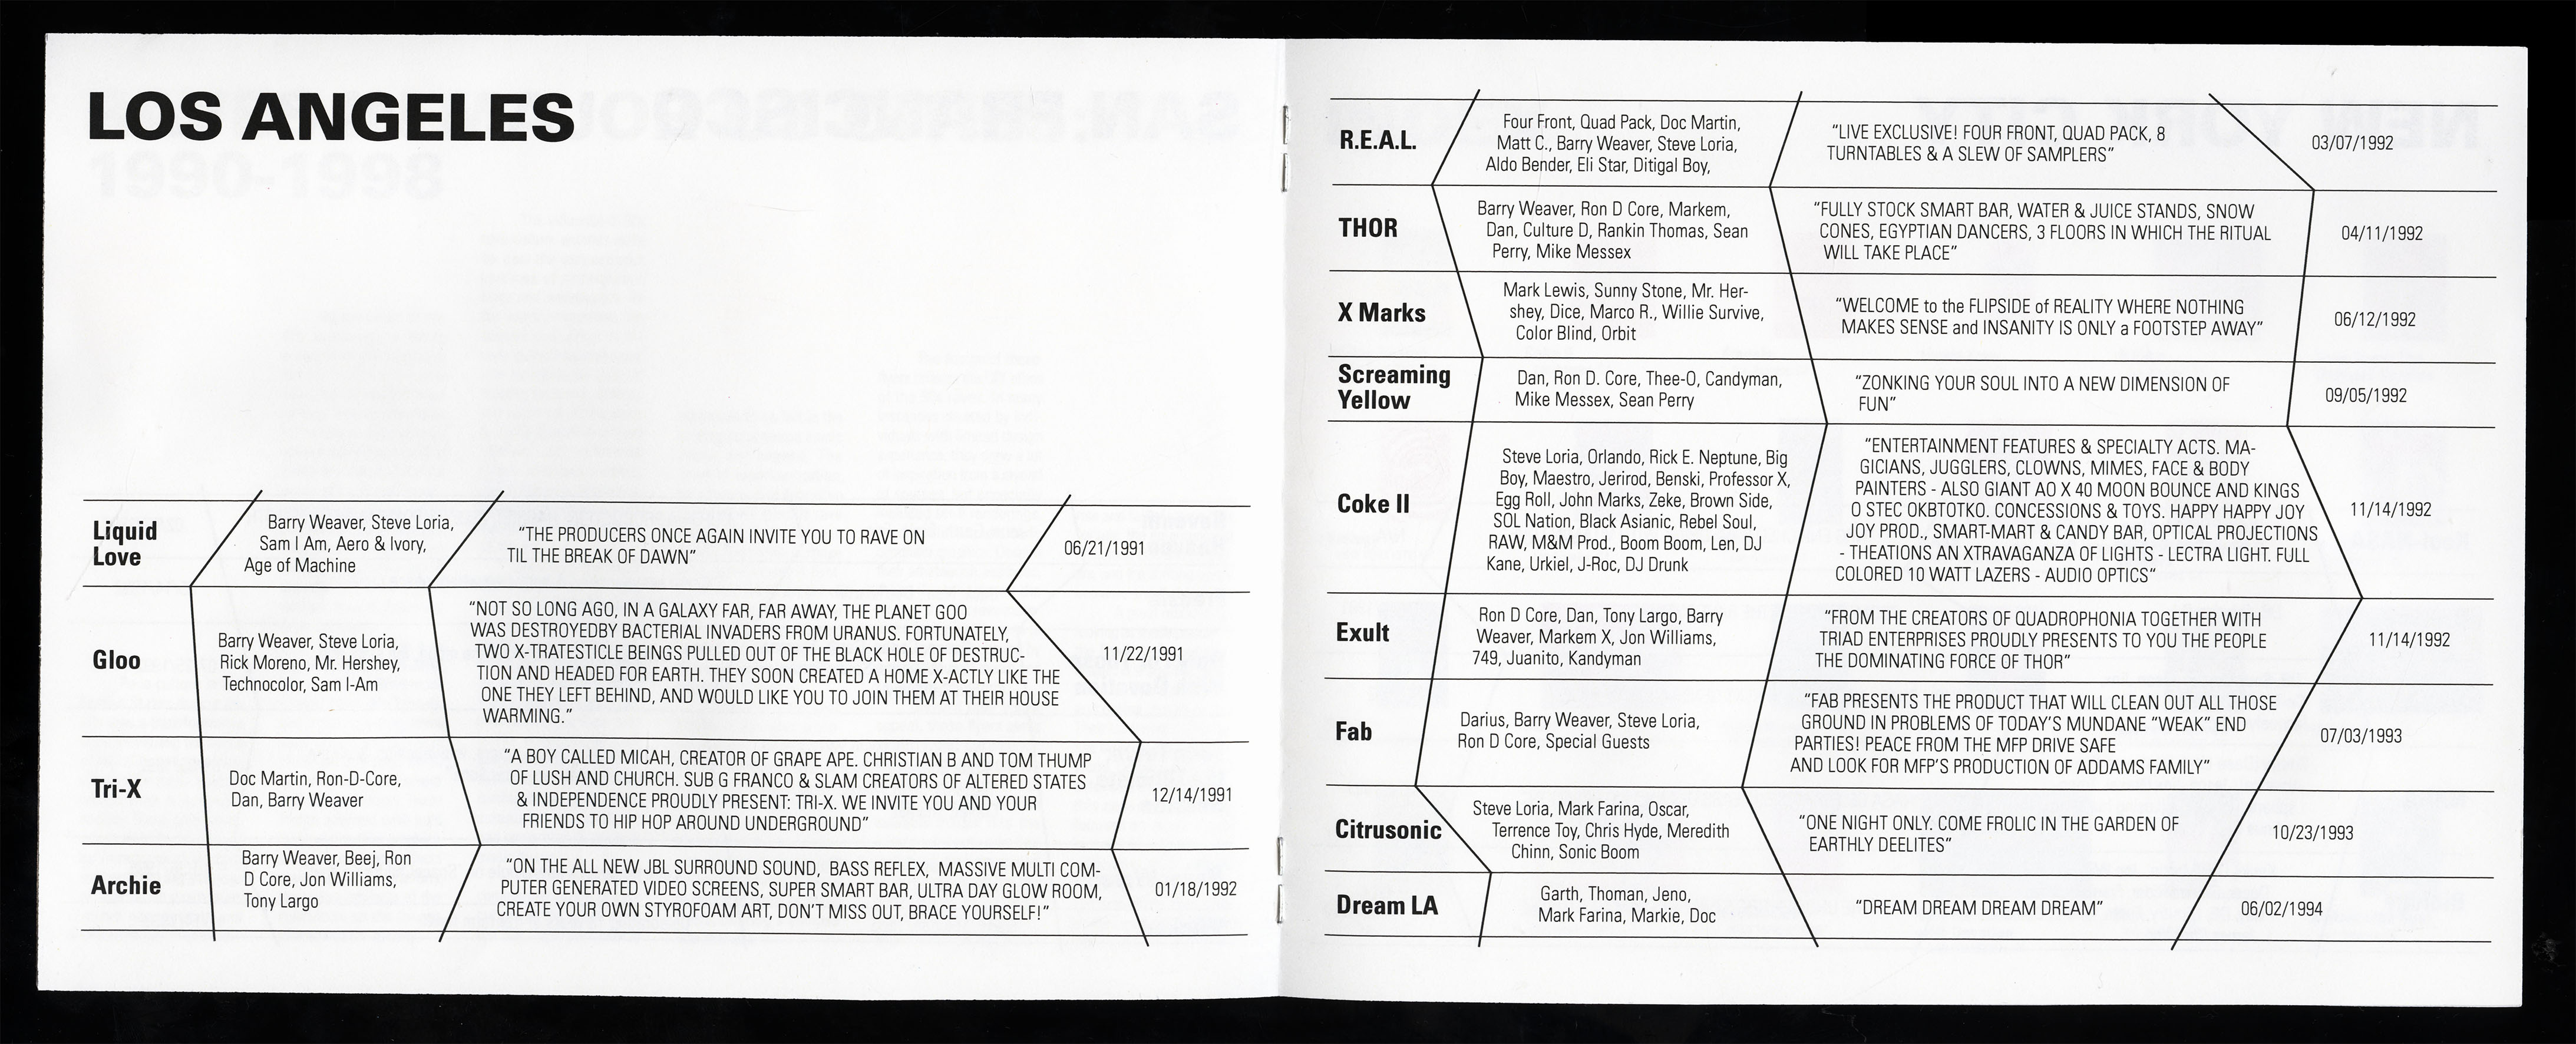 LOS ANGELES
Liquid
Love
Barry Weaver, Steve Loria,
Sam I Am, Aero & Ivory,
Age of Machine
“THE PRODUCERS ONCE AGAIN INVITE YOU TO RAVE ON
TIL THE BREAK OF DAWN”
06/21/1991
Gloo
Barry Weaver, Steve Loria,
Rick Moreno, Mr. Hershey,
Technocolor, Sam I-Am
“NOT SO LONG AGO, IN A GALAXY FAR, FAR AWAY, THE PLANET GOO
WAS DESTROYEDBY BACTERIAL INVADERS FROM URANUS. FORTUNATELY,
TWO X-TRATESTICLE BEINGS PULLED OUT OF THE BLACK HOLE OF DESTRUC-
TION AND HEADED FOR EARTH. THEY SOON CREATED A HOME X-ACTLY LIKE THE
ONE THEY LEFT BEHIND, AND WOULD LIKE YOU TO JOIN THEM AT THEIR HOUSE
WARMING.”
11/22/1991
Tri-X
Doc Martin, Ron-D-Core,
Dan, Barry Weaver
“A BOY CALLED MICAH, CREATOR OF GRAPE APE. CHRISTIAN B AND TOM THUMP
OF LUSH AND CHURCH. SUB G FRANCO & SLAM CREATORS OF ALTERED STATES
& INDEPENDENCE PROUDLY PRESENT: TRI-X. WE INVITE YOU AND YOUR
FRIENDS TO HIP HOP AROUND UNDERGROUND”
12/14/1991
Archie
Barry Weaver, Beej, Ron
D Core, Jon Williams,
Tony Largo
“ON THE ALL NEW JBL SURROUND SOUND, BASS REFLEX, MASSIVE MULTI COM-
PUTER GENERATED VIDEO SCREENS, SUPER SMART BAR, ULTRA DAY GLOW ROOM,
CREATE YOUR OWN STYROFOAM ART, DON’T MISS OUT, BRACE YOURSELF!”
01/18/1992
R.E.A.L.
Four Front, Quad Pack, Doc Martin,
Matt C., Barry Weaver, Steve Loria,
Aldo Bender, Eli Star, Ditigal Boy,
“LIVE EXCLUSIVE! FOUR FRONT, QUAD PACK, 8
TURNTABLES & A SLEW OF SAMPLERS”
03/07/1992
THOR
Barry Weaver, Ron D Core, Markem,
Dan, Culture D, Rankin Thomas, Sean
Perry, Mike Messex
“FULLY STOCK SMART BAR, WATER & JUICE STANDS, SNOW
CONES, EGYPTIAN DANCERS, 3 FLOORS IN WHICH THE RITUAL
WILL TAKE PLACE”
04/11/1992
X Marks
Mark Lewis, Sunny Stone, Mr. Her-
shey, Dice, Marco R., Willie Survive,
Color Blind, Orbit
“WELCOME to the FLIPSIDE of REALITY WHERE NOTHING
MAKES SENSE and INSANITY IS ONLY a FOOTSTEP AWAY”
06/12/1992
Screaming
Yellow
Dan, Ron D. Core, Thee-O, Candyman,
Mike Messex, Sean Perry
“ZONKING YOUR SOUL INTO A NEW DIMENSION OF
FUN”
09/05/1992
Coke II
Steve Loria, Orlando, Rick E. Neptune, Big
Boy, Maestro, Jerirod, Benski, Professor X,
Egg Roll, John Marks, Zeke, Brown Side,
SOL Nation, Black Asianic, Rebel Soul,
RAW, M&M Prod., Boom Boom, Len, DJ
Kane, Urkiel, J-Roc, DJ Drunk
“ENTERTAINMENT FEATURES & SPECIALTY ACTS. MA-
GICIANS, JUGGLERS, CLOWNS, MIMES, FACE & BODY
PAINTERS - ALSO GIANT AO X 40 MOON BOUNCE AND KINGS
O STEC OKBTOTKO. CONCESSIONS & TOYS. HAPPY HAPPY JOY
JOY PROD., SMART-MART & CANDY BAR, OPTICAL PROJECTIONS
- THEATIONS AN XTRAVAGANZA OF LIGHTS - LECTRA LIGHT. FULL
COLORED 10 WATT LAZERS - AUDIO OPTICS“
11/14/1992
Exult
Ron D Core, Dan, Tony Largo, Barry
Weaver, Markem X, Jon Williams,
749, Juanito, Kandyman
“FROM THE CREATORS OF QUADROPHONIA TOGETHER WITH
TRIAD ENTERPRISES PROUDLY PRESENTS TO YOU THE PEOPLE
THE DOMINATING FORCE OF THOR”
11/14/1992
Fab
Darius, Barry Weaver, Steve Loria,
Ron D Core, Special Guests
“FAB PRESENTS THE PRODUCT THAT WILL CLEAN OUT ALL THOSE
GROUND IN PROBLEMS OF TODAY’S MUNDANE “WEAK” END
PARTIES! PEACE FROM THE MFP DRIVE SAFE
AND LOOK FOR MFP’S PRODUCTION OF ADDAMS FAMILY”
07/03/1993
Citrusonic
Steve Loria, Mark Farina, Oscar,
Terrence Toy, Chris Hyde, Meredith
Chinn, Sonic Boom
“ONE NIGHT ONLY. COME FROLIC IN THE GARDEN OF
EARTHLY DEELITES”
10/23/1993
Dream LA
Garth, Thoman, Jeno,
Mark Farina, Markie, Doc
“DREAM DREAM DREAM DREAM”
06/02/1994